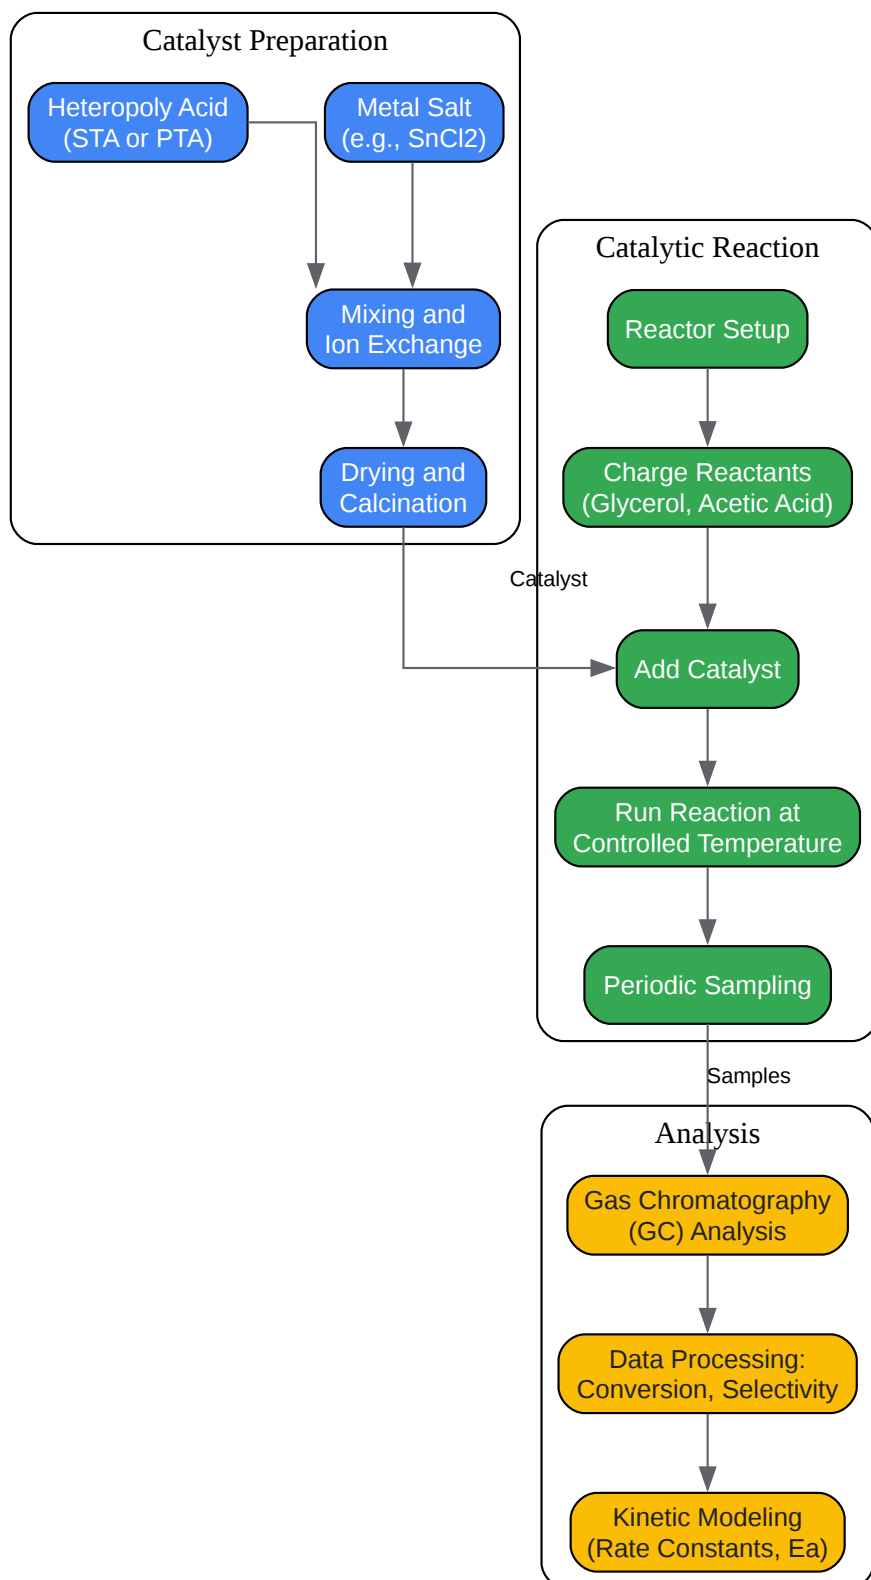 Catalyst Preparation
Heteropoly Acid
(STA or PTA)
Metal Salt
(e.g., SnCl2)
Mixing and
Ion Exchange
Drying and
Calcination
Catalytic Reaction
Reactor Setup
Charge Reactants
(Glycerol, Acetic Acid)
Catalyst
Add Catalyst
Run Reaction at
Controlled Temperature
Periodic Sampling
Samples
Analysis
Gas Chromatography
(GC) Analysis
Data Processing:
Conversion, Selectivity
Kinetic Modeling
(Rate Constants, Ea)